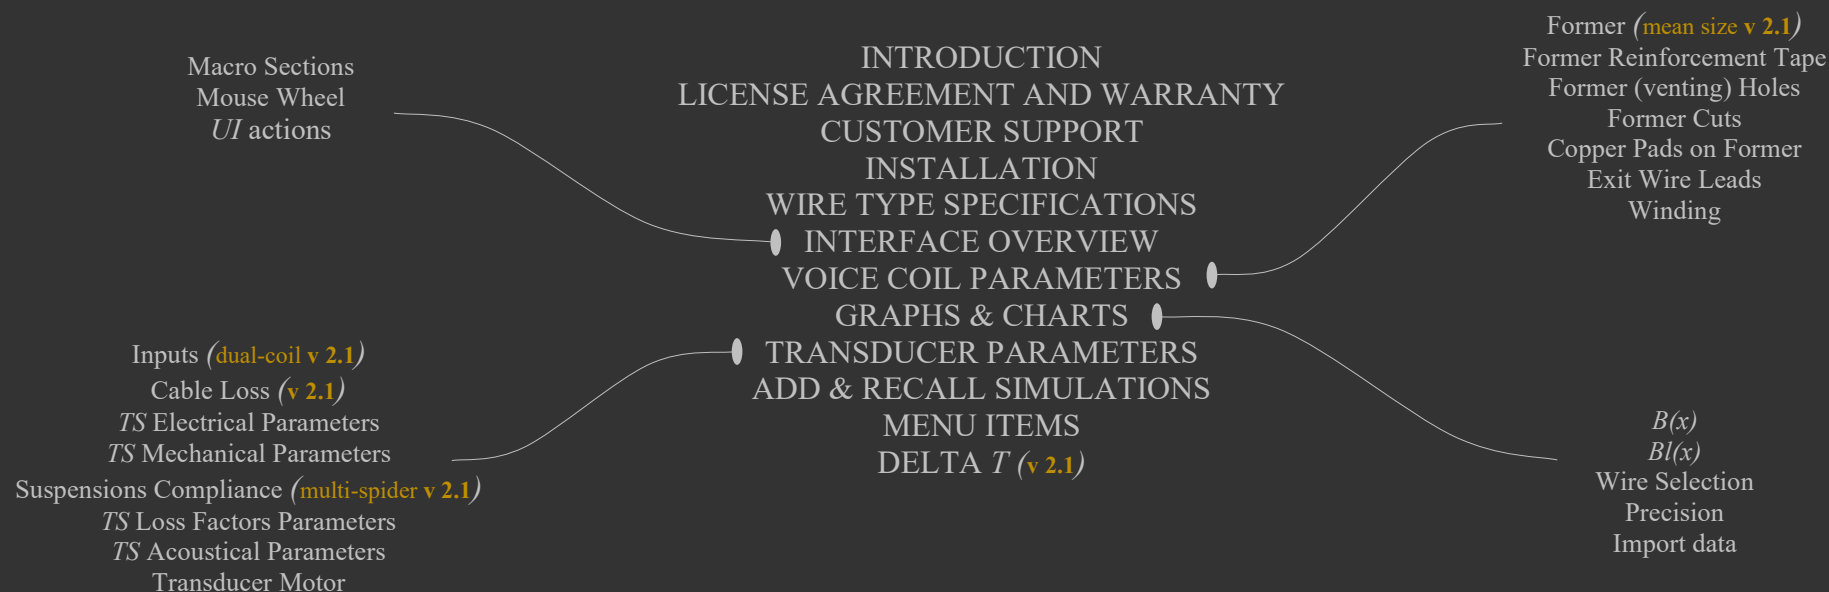 Macro Sections
Mouse Wheel
UI actions
INTRODUCTION
LICENSE AGREEMENT AND WARRANTY
CUSTOMER SUPPORT
INSTALLATION
WIRE TYPE SPECIFICATIONS
INTERFACE OVERVIEW
VOICE COIL PARAMETERS
GRAPHS & CHARTS
TRANSDUCER PARAMETERS
ADD & RECALL SIMULATIONS
MENU ITEMS
DELTA T (v 2.1)
Former (mean size v 2.1)
Former Reinforcement Tape
Former (venting) Holes
Former Cuts
Copper Pads on Former
Exit Wire Leads
Winding
Inputs (dual-coil v 2.1)
Cable Loss (v 2.1)
TS Electrical Parameters
TS Mechanical Parameters
Suspensions Compliance (multi-spider v 2.1)
TS Loss Factors Parameters
TS Acoustical Parameters
Transducer Motor
B(x)
Bl(x)
Wire Selection
Precision
Import data